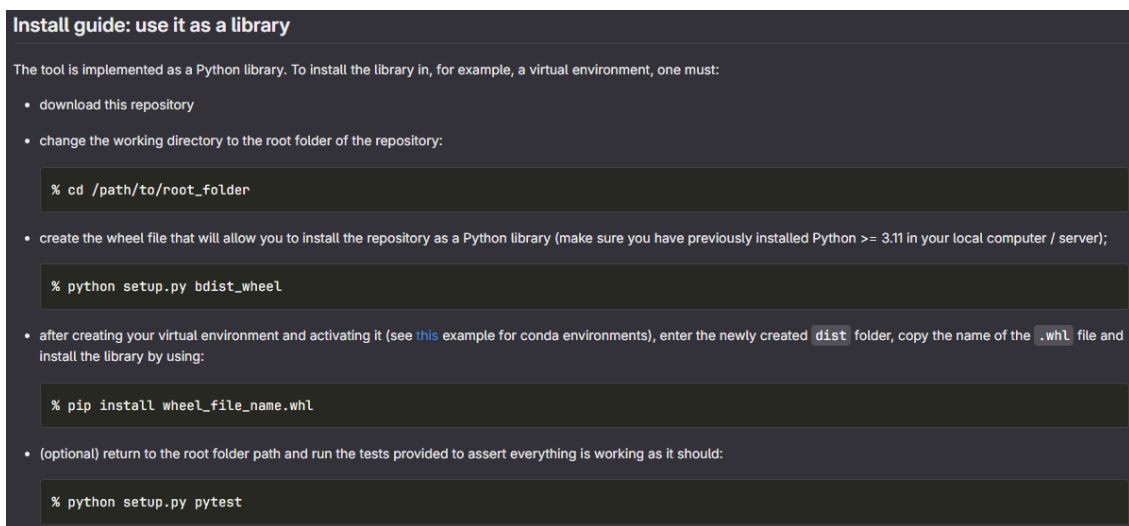 Install guide: use it as a library
The tool is implemented as a Python library. To install the library in, for example, a virtual environment, one must:
• download this repository
• change the working directory to the root folder of the repository:
% cd /path/to/root_folder
• create the wheel file that will allow you to install the repository as a Python library (make sure you have previously installed Python >= 3.11 in your local computer / server);
% python setup.py bdist_wheel
• after creating your virtual environment and activating it (see this example for conda environments), enter the newly created dist folder, copy the name of the .whl file and
install the library by using:
% pip install wheel_file_name.whl
• (optional) return to the root folder path and run the tests provided to assert everything is working as it should:
% python setup.py pytest